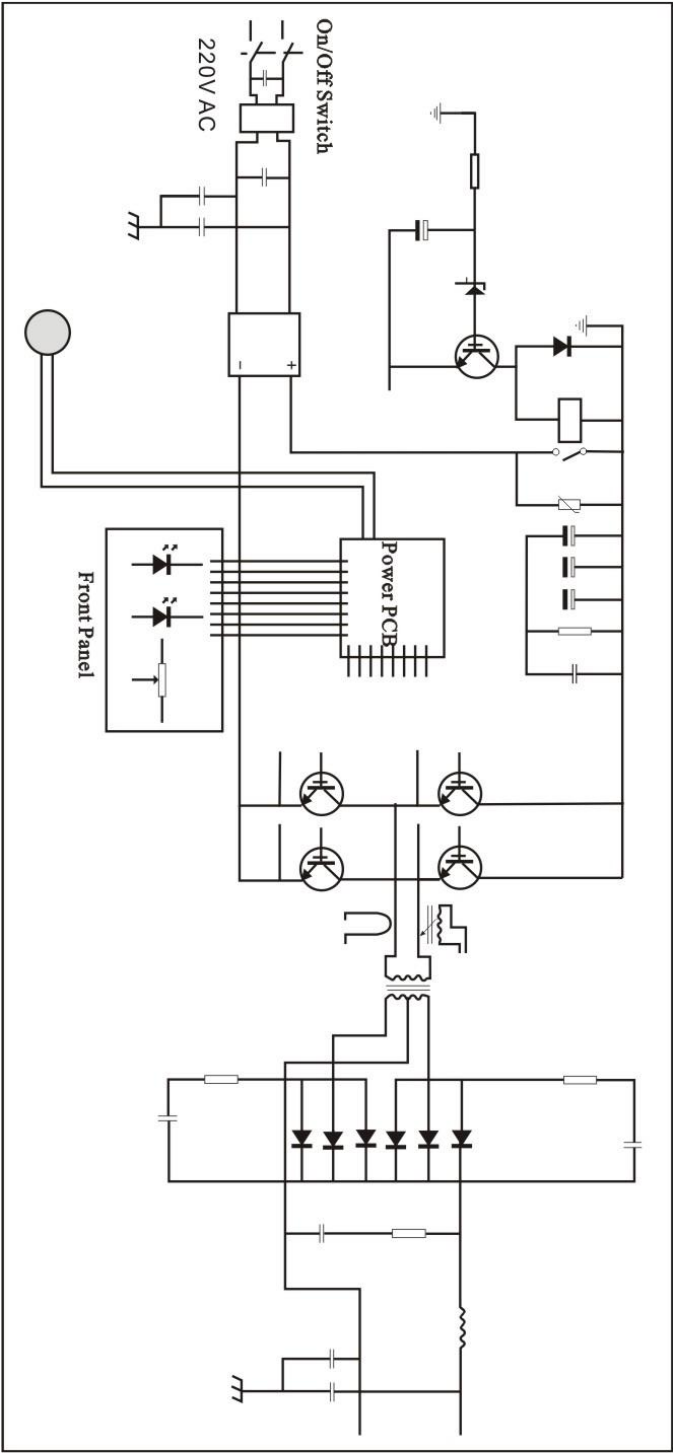 On/Off Switch
220V AC
-
+
Power PCB
Front Panel